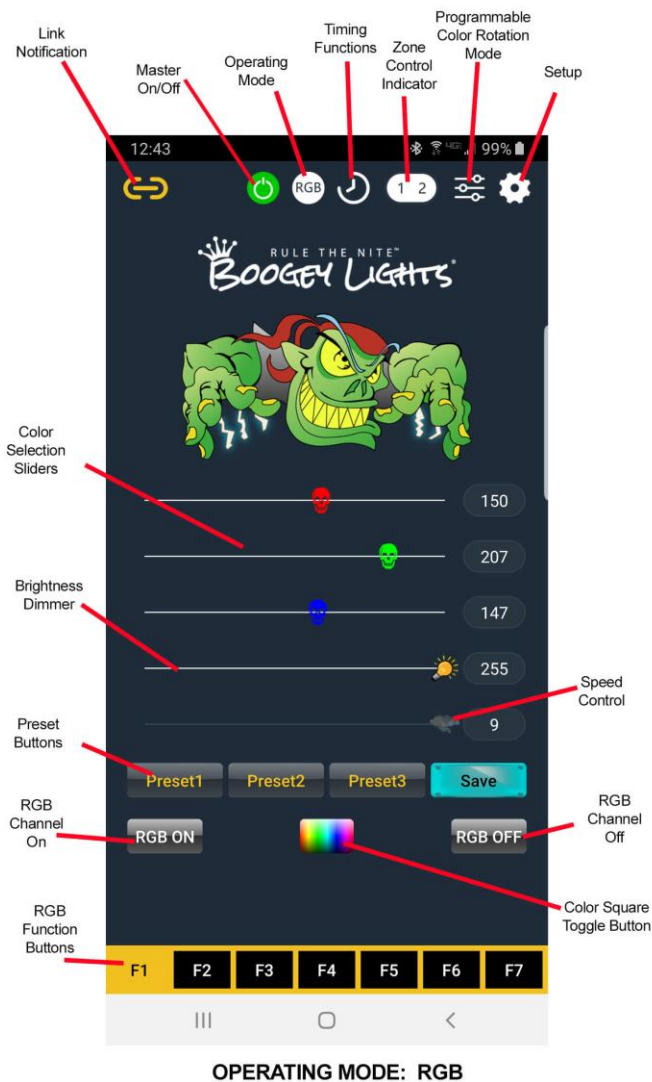 Link
Notification
Master
On/Off
Operating
Mode
Timing
Functions
Zone
Control
Indicator
Programmable
Color Rotation
Mode
Setup
12:43
4GE 99%
RGB
1 2
RULE THE NITE™
BOOGEY LIGHTS®
Color
Selection
Sliders
150
207
Brightness
Dimmer
147
255
Speed
Control
9
Preset
Buttons
Preset1 Preset2 Preset3 Save
RGB
Channel
On
RGB ON RGB OFF
RGB
Channel
Off
Color Square
Toggle Button
RGB
Function
Buttons
F1 F2 F3 F4 F5 F6 F7
OPERATING MODE: RGB